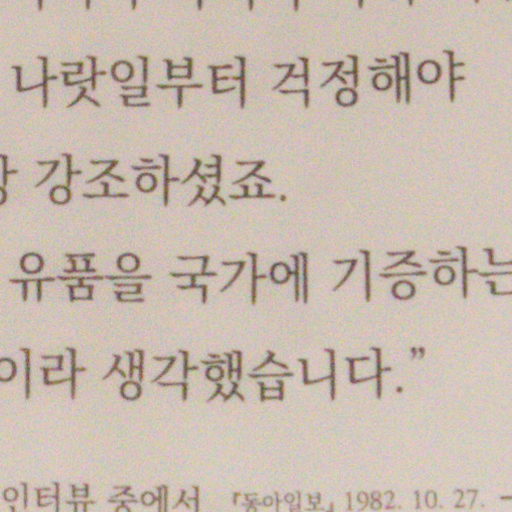 나랏일부터 걱정해야
강조하셨죠.
유품을 국가에 기증하는
이라 생각했습니다.”
인터뷰 중에서 『동아일보』 1982. 10. 27.